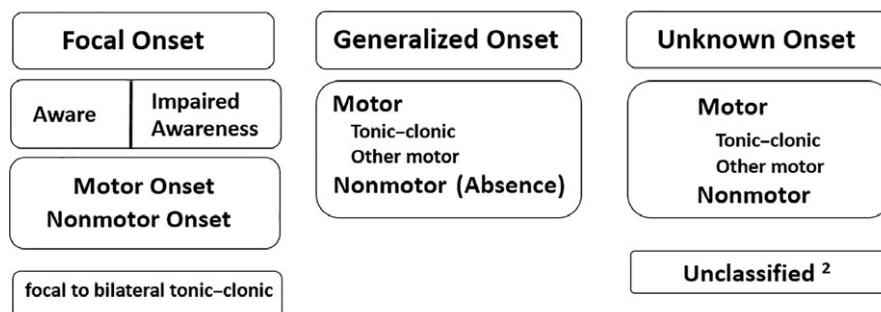 Focal Onset
Aware
Impaired
Awareness
Motor Onset
Nonmotor Onset
focal to bilateral tonic–clonic
Generalized Onset
Motor
Tonic–clonic
Other motor
Nonmotor (Absence)
Unknown Onset
Motor
Tonic–clonic
Other motor
Nonmotor
Unclassified ²